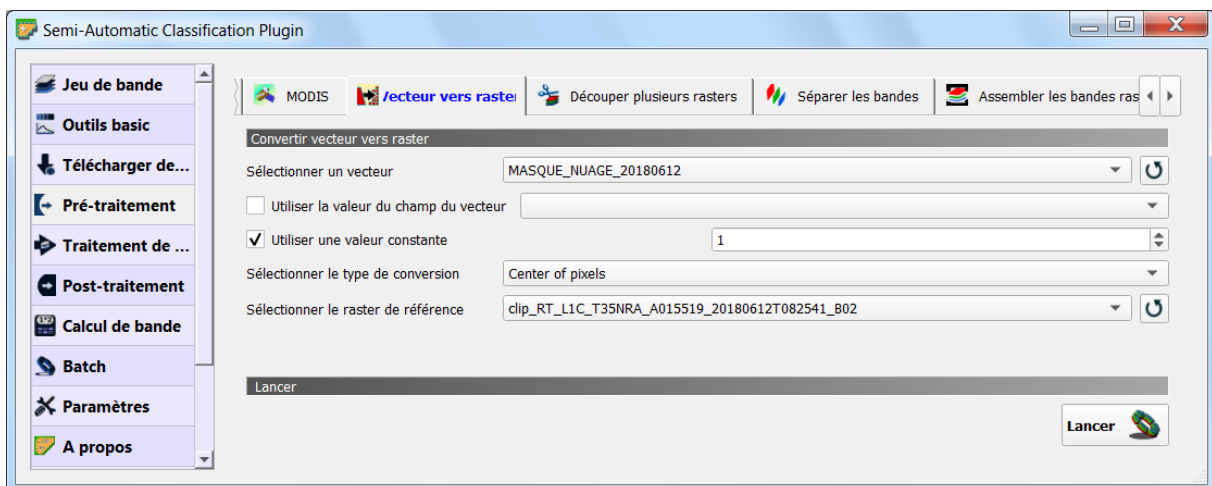 Semi-Automatic Classification Plugin
Jeu de bande
Outils basic
Télécharger de...
Pré-traitement
Traitement de ...
Post-traitement
Calcul de bande
Batch
Paramètres
A propos
MODIS
/ecteur vers raster
Découper plusieurs rasters
Séparer les bandes
Assembler les bandes ras
Convertir vecteur vers raster
Sélectionner un vecteur MASQUE_NUAGE_20180612
Utiliser la valeur du champ du vecteur
Utiliser une valeur constante 1
Sélectionner le type de conversion Center of pixels
Sélectionner le raster de référence clip_RT_L1C_T35NRA_A015519_20180612T082541_B02
Lancer
Lancer